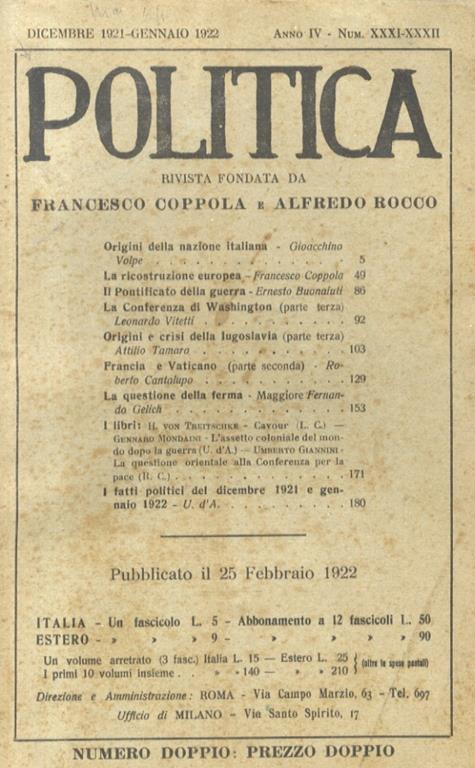 DICEMBRE 1921-GENNAIO 1922 ANNO IV - NUM. XXXI-XXXII
POLITICA
RIVISTA FONDATA DA
FRANCESCO COPPOLA E ALFREDO ROCCO
Origini della nazione italiana - Gioacchino
Volpe . . . . . . . . . . . . . 5
La ricostruzione europea - Francesco Coppola 49
Il Pontificato della guerra - Ernesto Buonaiuti 86
La Conferenza di Washington (parte terza)
Leonardo Vitetti . . . . . . . . . . 92
Origini e crisi della Iugoslavia (parte terza)
Attilio Tamaro . . . . . . . . . . 103
Francia e Vaticano (parte seconda) - Ro-
berto Cantalupo . . . . . . . . . . 129
La questione della ferma - Maggiore Fernan-
do Gelich . . . . . . . . . . . . 153
I libri: H. VON TREITSCHKE - Cavour (L. C.) —
GENNARO MONDAINI - L'assetto coloniale del mon-
do dopo la guerra (U. d'A.) — UMBERTO GIANNINI -
La questione orientale alla Conferenza per la
pace (R. C.) . . . . . . . . . . . 171
I fatti politici del dicembre 1921 e gen-
naio 1922 - U. d'A. . . . . . . . . . 180
Pubblicato il 25 Febbraio 1922
ITALIA - Un fascicolo L. 5 - Abbonamento a 12 fascicoli L. 50
ESTERO - » » » 9 - » » » » 90
Un volume arretrato (3 fasc.) Italia L. 15 — Estero L. 25 (oltre le spese postali)
I primi 10 volumi insieme . . » » 140 — » » 210
Direzione e Amministrazione: ROMA - Via Campo Marzio, 63 - Tel. 697
Ufficio di MILANO - Via Santo Spirito, 17
NUMERO DOPPIO: PREZZO DOPPIO